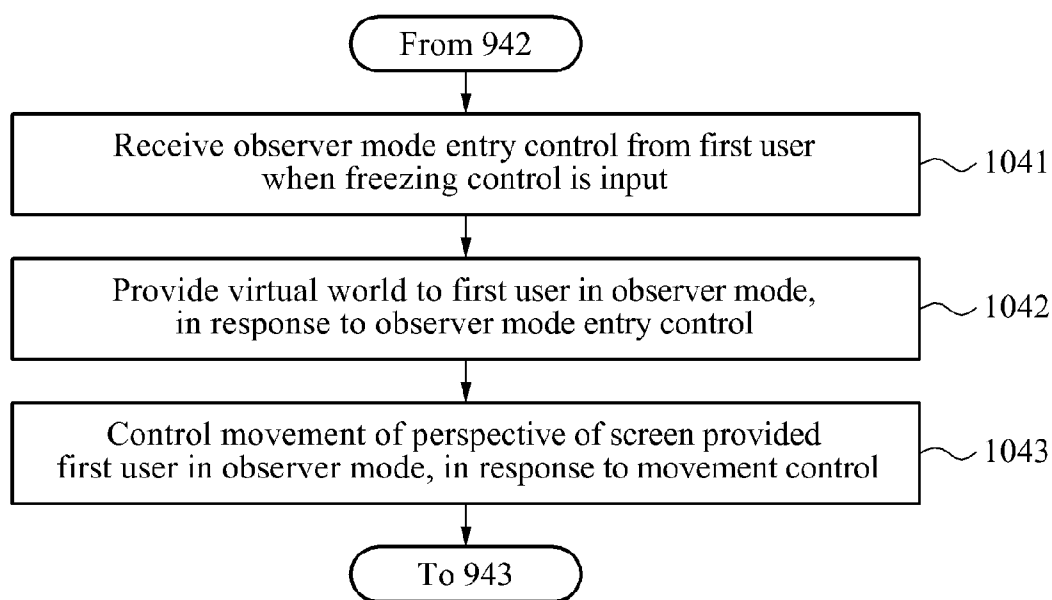 From 942
Receive observer mode entry control from first user
when freezing control is input
1041
Provide virtual world to first user in observer mode,
in response to observer mode entry control
1042
Control movement of perspective of screen provided
first user in observer mode, in response to movement control
1043
To 943